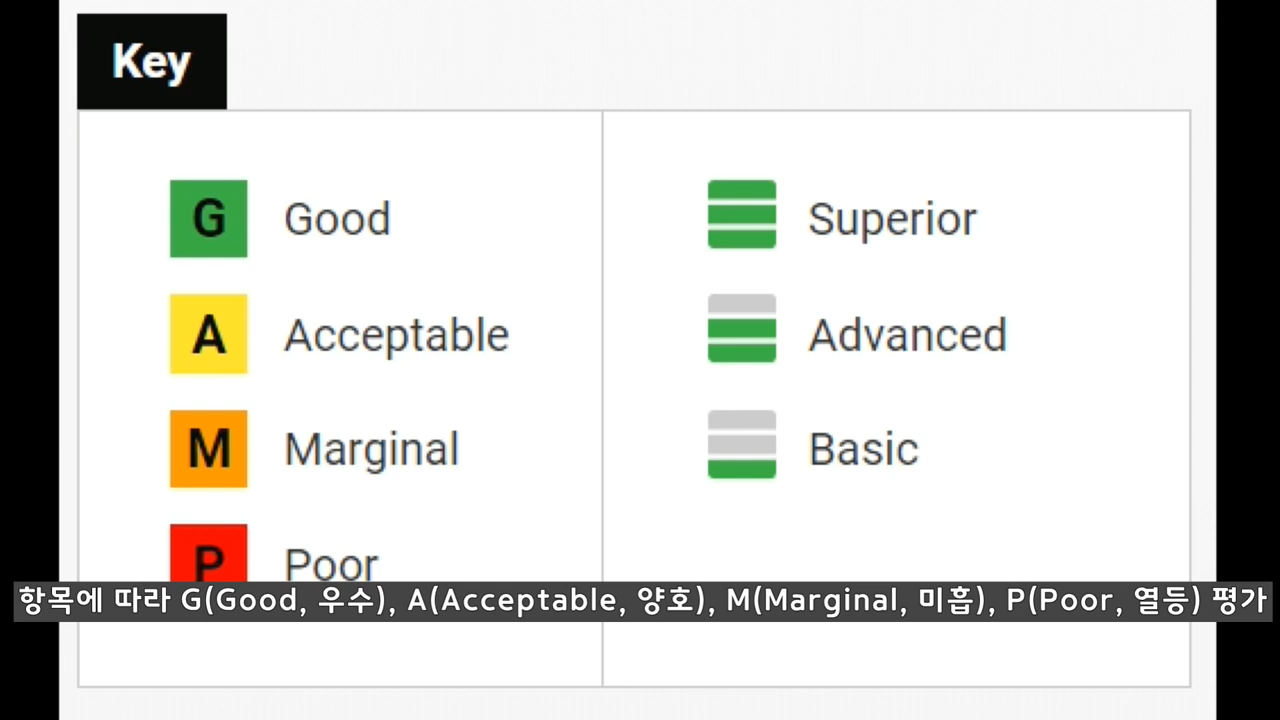 Key
G Good
A Acceptable
M Marginal
P Poor
Superior
Advanced
Basic
항목에 따라 G(Good, 우수), A(Acceptable, 양호), M(Marginal, 미흡), P(Poor, 열등) 평가